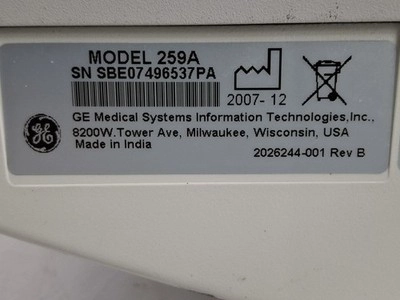 MODEL 259A
SN SBE07496537PA
2007-12
GE Medical Systems Information Technologies,Inc.,
8200W.Tower Ave, Milwaukee, Wisconsin, USA
Made in India
2026244-001 Rev B
GE